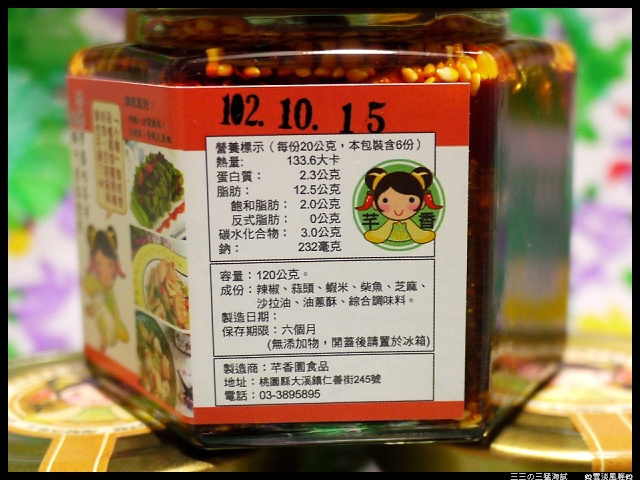 102.10.15
營養標示（每份20公克，本包裝含6份）
熱量： 133.6大卡
蛋白質： 2.3公克
脂肪： 12.5公克
飽和脂肪： 2.0公克
反式脂肪： 0公克
碳水化合物： 3.0公克
鈉： 232毫克
芊香
容量：120公克。
成份：辣椒、蒜頭、蝦米、柴魚、芝麻、
沙拉油、油蔥酥、綜合調味料。
製造日期：
保存期限：六個月
(無添加物，開蓋後請置於冰箱)
製造商：芊香園食品
地址：桃園縣大溪鎮仁善街245號
電話：03-3895895